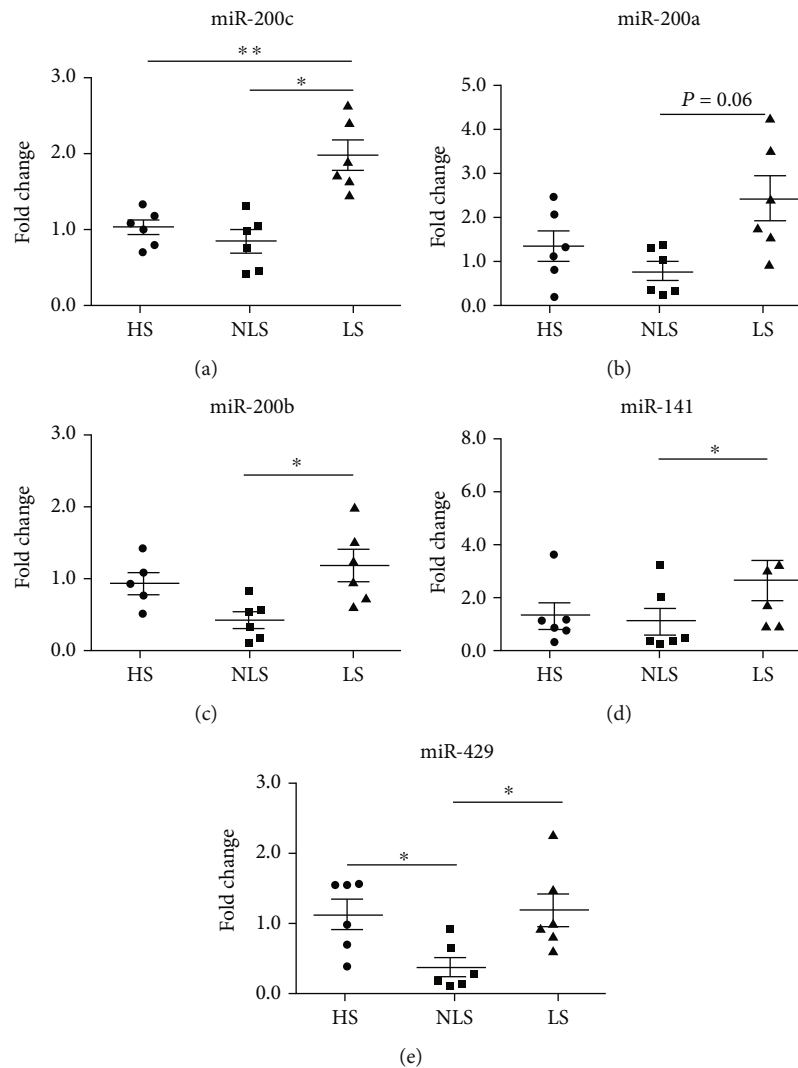 miR-200c
∗∗
∗
3.0
2.0
1.0
0.0
Fold change
HS
NLS
LS
(a)
miR-200a
P = 0.06
5.0
4.0
3.0
2.0
1.0
0.0
Fold change
HS
NLS
LS
(b)
miR-200b
∗
3.0
2.0
1.0
0.0
Fold change
HS
NLS
LS
(c)
miR-141
∗
8.0
6.0
4.0
2.0
0.0
Fold change
HS
NLS
LS
(d)
miR-429
∗
∗
3.0
2.0
1.0
0.0
Fold change
HS
NLS
LS
(e)